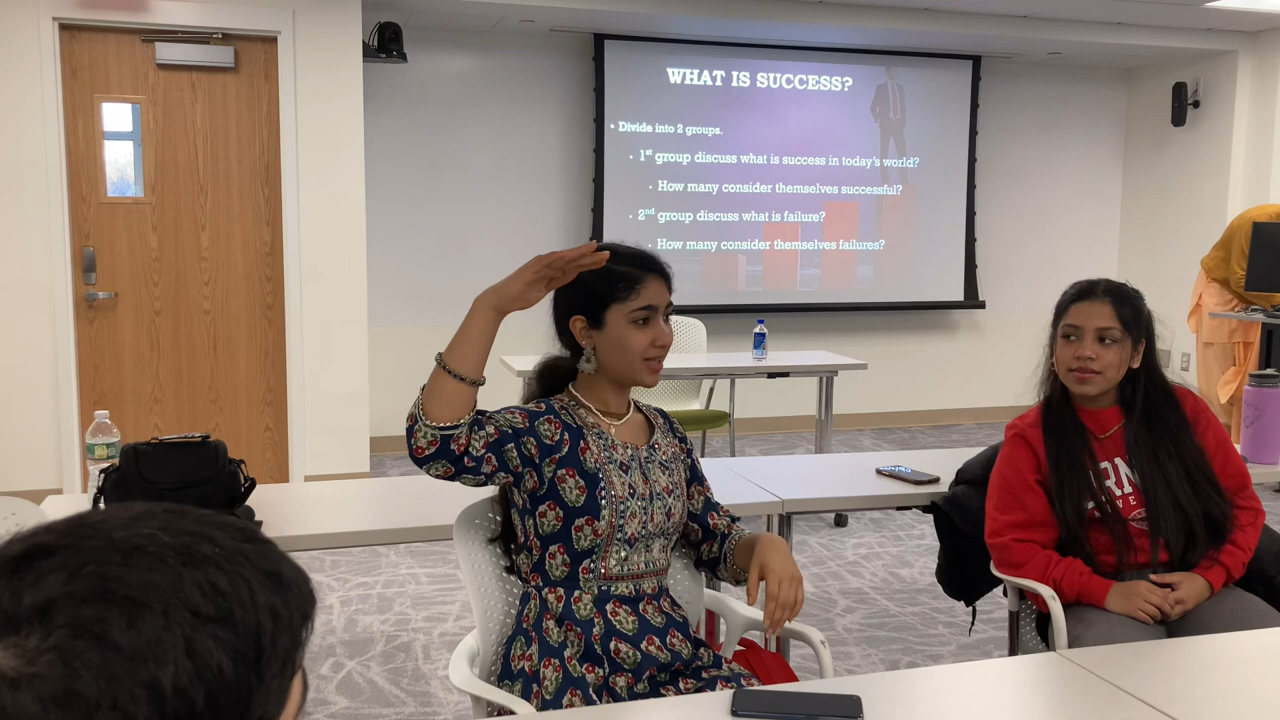 WHAT IS SUCCESS?
• Divide into 2 groups.
• 1st group discuss what is success in today's world?
• How many consider themselves successful?
• 2nd group discuss what is failure?
• How many consider themselves failures?